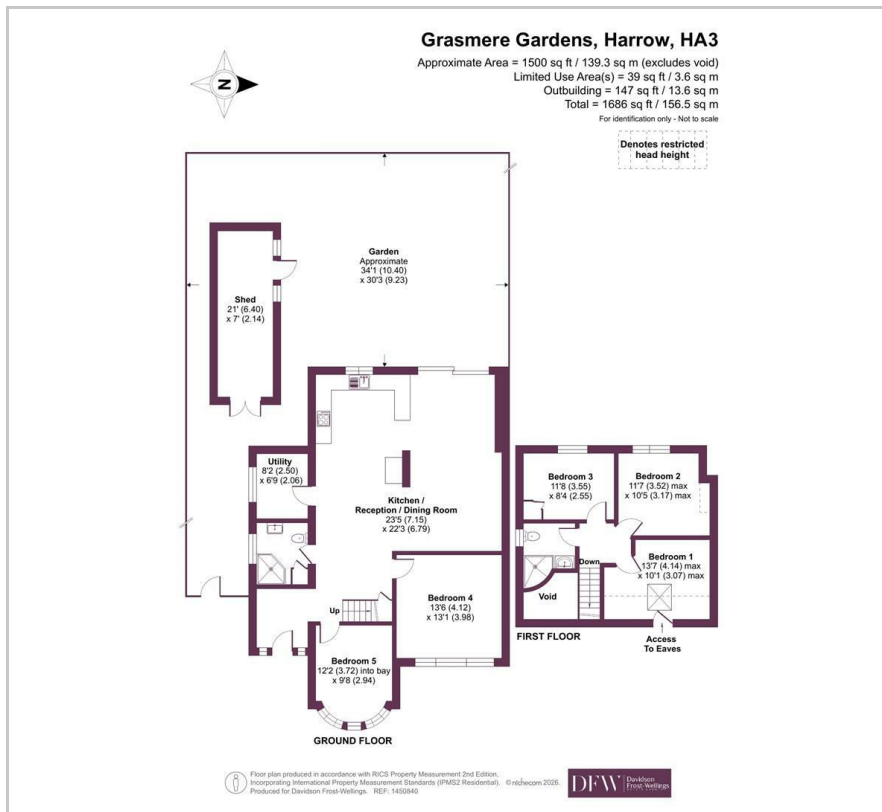 Grasmere Gardens, Harrow, HA3
Approximate Area = 1500 sq ft / 139.3 sq m (excludes void)
Limited Use Area(s) = 39 sq ft / 3.6 sq m
Outbuilding = 147 sq ft / 13.6 sq m
Total = 1686 sq ft / 156.5 sq m
For identification only - Not to scale
Denotes restricted
head height
N
Garden
Approximate
34'1 (10.40)
x 30'3 (9.23)
Shed
21' (6.40)
x 7' (2.14)
Utility
8'2 (2.50)
x 6'9 (2.06)
Kitchen /
Reception / Dining Room
23'5 (7.15)
x 22'3 (6.79)
Up
Bedroom 4
13'6 (4.12)
x 13'1 (3.98)
Bedroom 5
12'2 (3.72) into bay
x 9'8 (2.94)
GROUND FLOOR
Bedroom 3
11'8 (3.55)
x 8'4 (2.55)
Bedroom 2
11'7 (3.52) max
x 10'5 (3.17) max
Down
Bedroom 1
13'7 (4.14) max
x 10'1 (3.07) max
Void
FIRST FLOOR
Access
To Eaves
Floor plan produced in accordance with RICS Property Measurement 2nd Edition,
Incorporating International Property Measurement Standards (IPMS2 Residential). © nichecom 2026.
Produced for Davidson Frost-Wellings. REF: 1450840
DFW
Davidson
Frost-Wellings